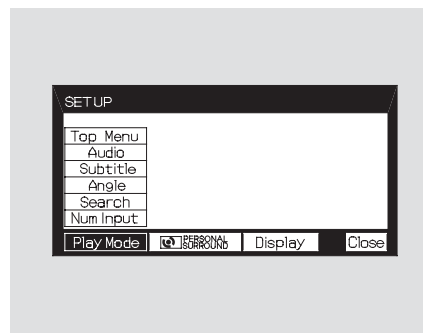 SETUP
Top Menu
Audio
Subtitle
Angle
Search
Num Input
Play Mode PERSONAL SURROUND Display Close